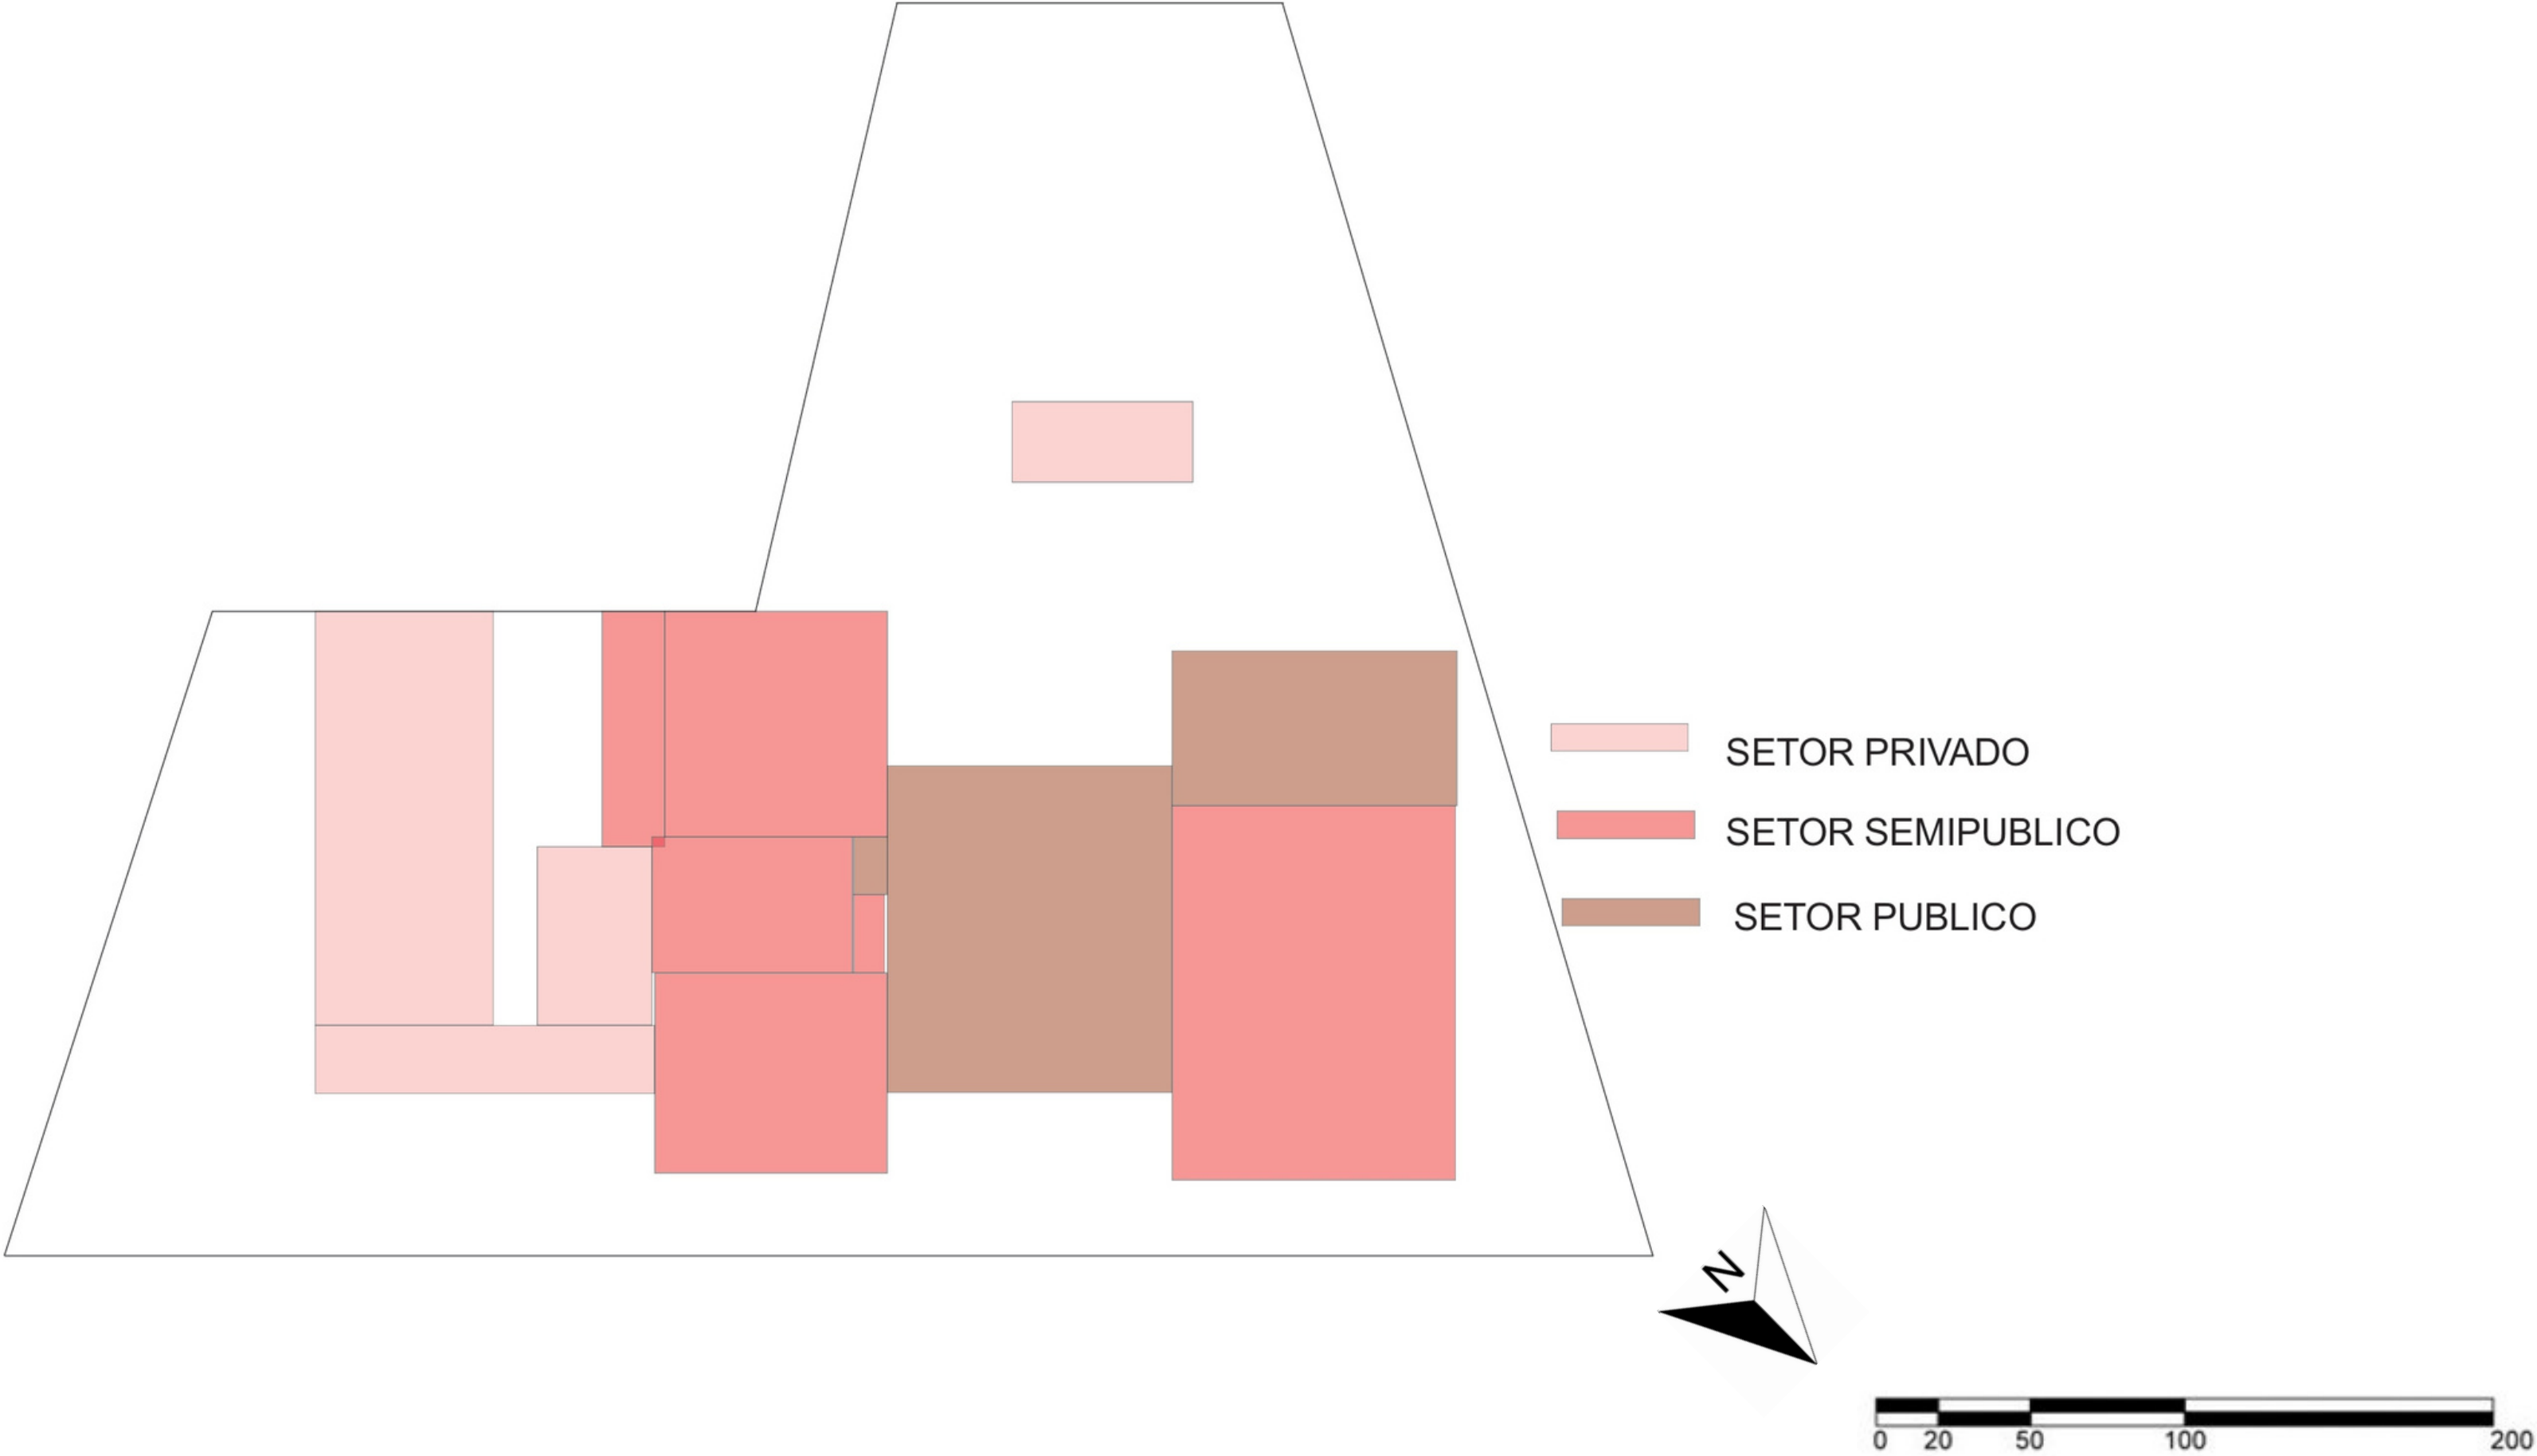 SETOR PRIVADO
SETOR SEMIPUBLICO
SETOR PUBLICO
N
0 20 50 100 200